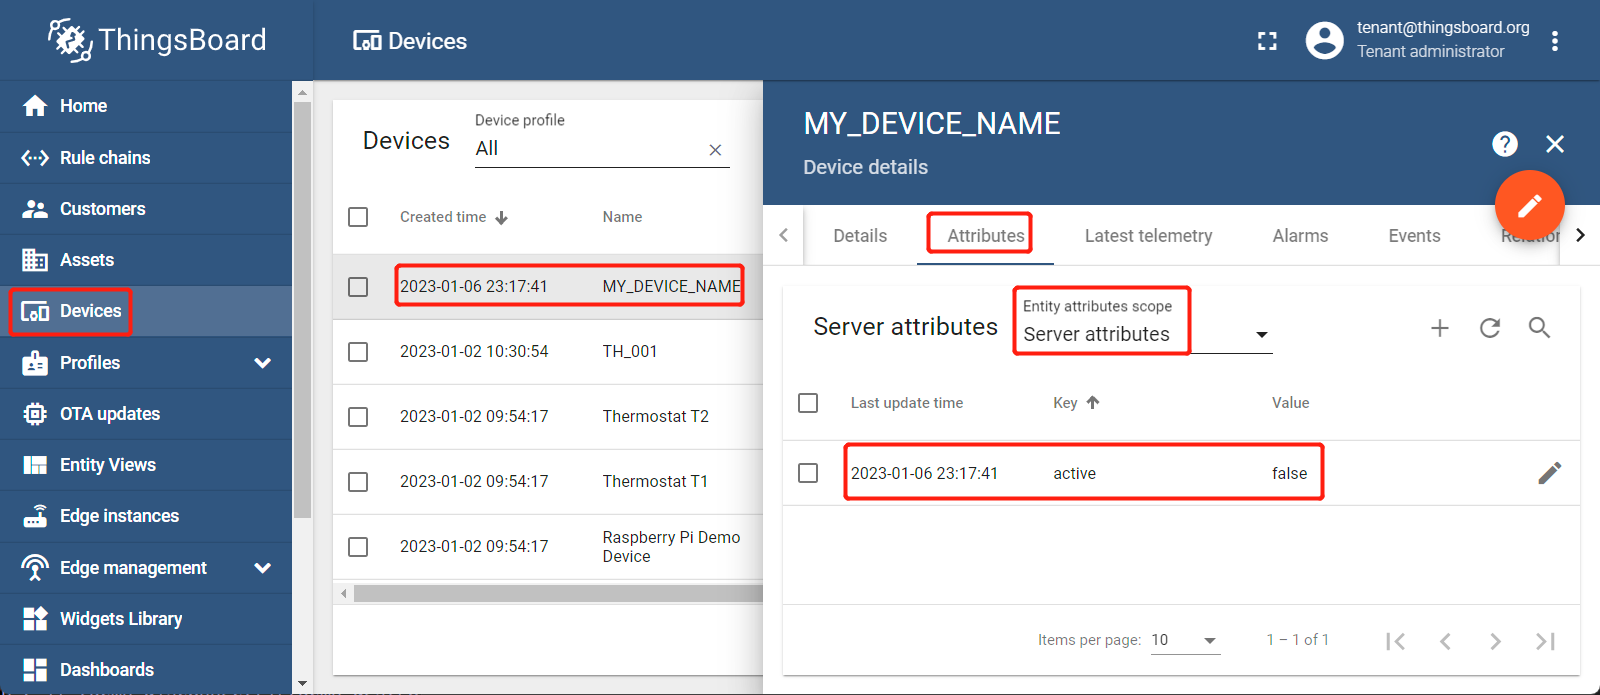 ThingsBoard
Devices
tenant@thingsboard.org
Tenant administrator
Home
Rule chains
Customers
Assets
Devices
Profiles
OTA updates
Entity Views
Edge instances
Edge management
Widgets Library
Dashboards
Devices
Device profile
All
Created time
Name
2023-01-06 23:17:41 MY_DEVICE_NAME
2023-01-02 10:30:54 TH_001
2023-01-02 09:54:17 Thermostat T2
2023-01-02 09:54:17 Thermostat T1
2023-01-02 09:54:17 Raspberry Pi Demo
Device
MY_DEVICE_NAME
Device details
Details Attributes Latest telemetry Alarms Events Relation
Server attributes
Entity attributes scope
Server attributes
Last update time Key Value
2023-01-06 23:17:41 active false
Items per page: 10 1 – 1 of 1